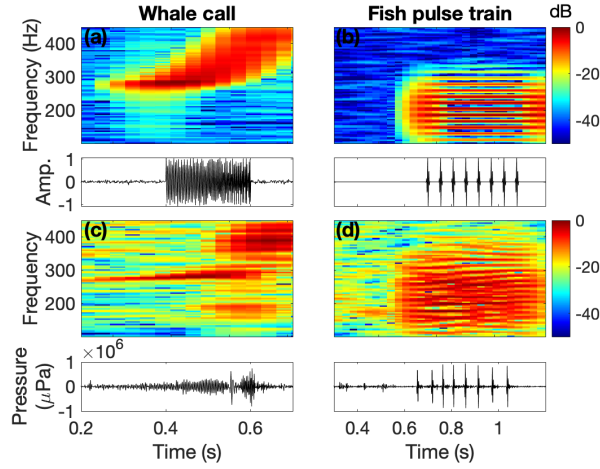 Whale call
Fish pulse train
dB
Frequency (Hz)
400
300
200
(a)
(b)
0
-20
-40
Amp.
1
0
-1
Frequency
400
300
200
(c)
(d)
0
-20
-40
×10⁶
Pressure
(μPa)
1
0
-1
0.2
0.4
0.6
Time (s)
0.4
0.6
0.8
1
Time (s)